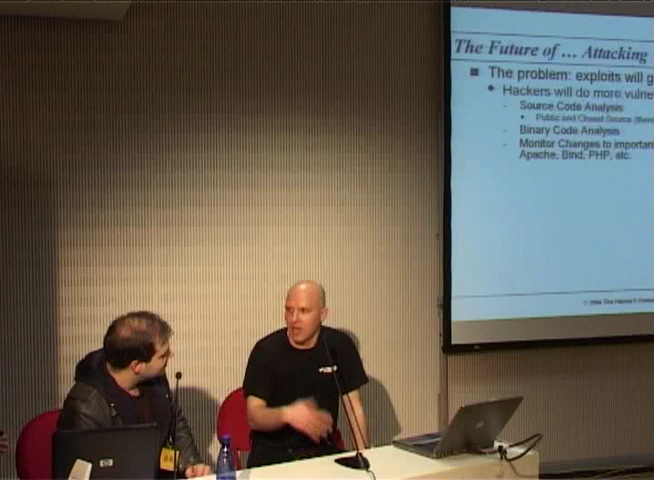 The Future of ... Attacking
The problem: exploits will g
Hackers will do more vulne
Source Code Analysis
Public and Closed Source
Binary Code Analysis
Monitor Changes to importan
Apache, Bind, PHP, etc.
hp